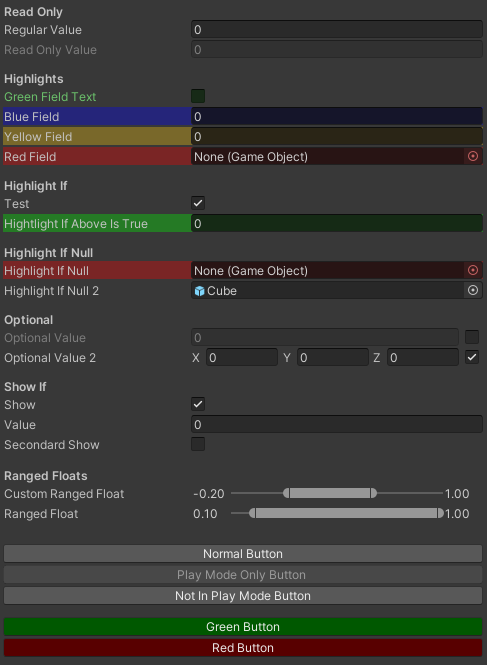 Read Only
Regular Value 0
Read Only Value 0
Highlights
Green Field Text
Blue Field 0
Yellow Field 0
Red Field None (Game Object)
Highlight If
Test
Hightlight If Above Is True 0
Highlight If Null
Highlight If Null None (Game Object)
Highlight If Null 2 Cube
Optional
Optional Value 0
Optional Value 2 X 0 Y 0 Z 0
Show If
Show
Value 0
Secondard Show
Ranged Floats
Custom Ranged Float -0.20 1.00
Ranged Float 0.10 1.00
Normal Button
Play Mode Only Button
Not In Play Mode Button
Green Button
Red Button